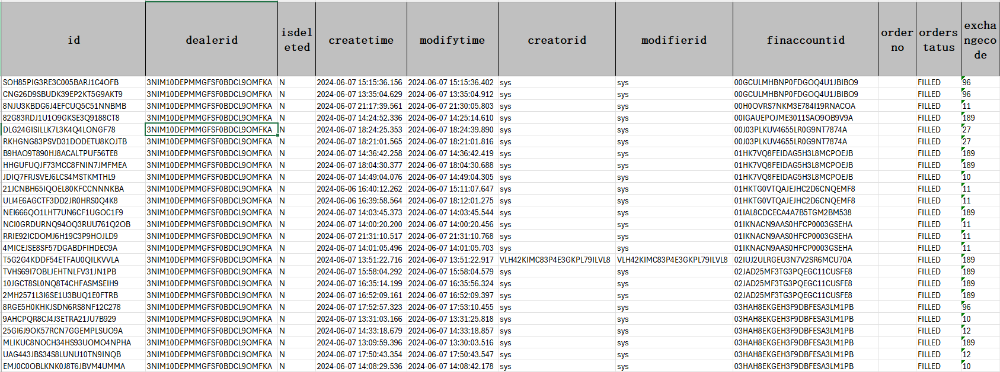 id dealerid isdeleted createtime modifytime creatorid modifierid finaccountid orderno orderstatus exchangecode
SOH85PIG3RE3C005BARJ1C4OFB 3NIM10DEPMMGFSF0BDCL9OMFKA N 2024-06-07 15:15:36.156 2024-06-07 15:15:36.402 sys sys 00GCULMHBNP0FDGOQ4U1JBIBO9 FILLED 96
CNG26D9SBUDK39EP2KT5G9AKT9 3NIM10DEPMMGFSF0BDCL9OMFKA N 2024-06-07 13:35:04.629 2024-06-07 13:35:04.912 sys sys 00GCULMHBNP0FDGOQ4U1JBIBO9 FILLED 96
8NJU3KBDG6J4EFCUQ5C51NNBMB 3NIM10DEPMMGFSF0BDCL9OMFKA N 2024-06-07 21:17:39.561 2024-06-07 21:30:05.803 sys sys 00H0OVRS7NKM3E784I19RNACOA FILLED 11
82G83RDJ1U1O9GKSE3Q9188CT8 3NIM10DEPMMGFSF0BDCL9OMFKA N 2024-06-07 14:24:52.336 2024-06-07 14:25:14.610 sys sys 00IGAUEPOJME3011SAO9OB9V9A FILLED 189
DLG24GISILLK7L3K4Q4LONGF78 3NIM10DEPMMGFSF0BDCL9OMFKA N 2024-06-07 18:24:25.353 2024-06-07 18:24:39.890 sys sys 00J03PLKUV4655LR0G9NT7874A FILLED 27
RKHGNG83PSVD31DODETU8KOJTB 3NIM10DEPMMGFSF0BDCL9OMFKA N 2024-06-07 18:21:01.565 2024-06-07 18:21:01.816 sys sys 00J03PLKUV4655LR0G9NT7874A FILLED 27
B9HAO9T890HJ8ACALTPUF56TE8 3NIM10DEPMMGFSF0BDCL9OMFKA N 2024-06-07 14:36:42.258 2024-06-07 14:36:42.419 sys sys 01HK7VQ8FEIDAG5H3L8MCPOEJB FILLED 189
HHGUFUQJF73MCC8FNIN7JMFMEA 3NIM10DEPMMGFSF0BDCL9OMFKA N 2024-06-07 18:04:30.377 2024-06-07 18:04:30.688 sys sys 01HK7VQ8FEIDAG5H3L8MCPOEJB FILLED 189
JDIQ7FRJSVEJ6LCS4MSTKMTHL9 3NIM10DEPMMGFSF0BDCL9OMFKA N 2024-06-07 14:49:04.076 2024-06-07 14:49:04.305 sys sys 01HK7VQ8FEIDAG5H3L8MCPOEJB FILLED 10
21JCNBH65IQOEL80KFCCNNNKBA 3NIM10DEPMMGFSF0BDCL9OMFKA N 2024-06-06 16:40:12.262 2024-06-07 15:11:07.647 sys sys 01HKTG0VTQAJEJHC2D6CNQEMF8 FILLED 11
ULI4E6AGCTF3DD2JR0HRS0Q4K8 3NIM10DEPMMGFSF0BDCL9OMFKA N 2024-06-06 16:39:58.564 2024-06-07 18:12:01.275 sys sys 01HKTG0VTQAJEJHC2D6CNQEMF8 FILLED 11
NEI666QO1LHT7UN6CF1UGOC1F9 3NIM10DEPMMGFSF0BDCL9OMFKA N 2024-06-07 14:03:45.373 2024-06-07 14:03:45.544 sys sys 01IAL8CDCECA4A7B5TGM2BM538 FILLED 189
NCI0GRDURNQ94OQ3RUU761Q2OB 3NIM10DEPMMGFSF0BDCL9OMFKA N 2024-06-07 14:00:20.200 2024-06-07 14:00:20.456 sys sys 01IKNACN9AAS0HFCP0003GSEHA FILLED 11
RRIE92ICDOMJ6H19C3P9HOJLD9 3NIM10DEPMMGFSF0BDCL9OMFKA N 2024-06-07 21:31:10.517 2024-06-07 21:31:10.768 sys sys 01IKNACN9AAS0HFCP0003GSEHA FILLED 11
4MICEJSE8SF57DGABDFIHDEC9A 3NIM10DEPMMGFSF0BDCL9OMFKA N 2024-06-07 14:01:05.496 2024-06-07 14:01:05.703 sys sys 01IKNACN9AAS0HFCP0003GSEHA FILLED 11
T5G2G4KDDF54ETFAU0QILKVVLA 3NIM10DEPMMGFSF0BDCL9OMFKA N 2024-06-07 13:51:22.716 2024-06-07 13:51:22.917 VLH42KIMC83P4E3GKPL79ILVL8 VLH42KIMC83P4E3GKPL79ILVL8 02IUJ2ULRGEU3N7V2SR6MCU70A FILLED 189
TVHS69I7OBLJEHTNLFV31JN1PB 3NIM10DEPMMGFSF0BDCL9OMFKA N 2024-06-07 15:58:04.292 2024-06-07 15:58:04.579 sys sys 02JAD25MF3TG3PQEGC11CUSFE8 FILLED 189
10JGCT8SL0NQ8T4CHFASMSEIH9 3NIM10DEPMMGFSF0BDCL9OMFKA N 2024-06-07 16:35:14.199 2024-06-07 16:35:56.324 sys sys 02JAD25MF3TG3PQEGC11CUSFE8 FILLED 189
2MH2571L3I6SE1U3BUQ1E0FTRB 3NIM10DEPMMGFSF0BDCL9OMFKA N 2024-06-07 16:52:09.161 2024-06-07 16:52:09.397 sys sys 02JAD25MF3TG3PQEGC11CUSFE8 FILLED 189
8RGE5H0KHKJSDN6RS8NF12C278 3NIM10DEPMMGFSF0BDCL9OMFKA N 2024-06-07 17:52:57.323 2024-06-07 17:53:10.455 sys sys 03HAH8EKGEH3F9DBFESA3LM1PB FILLED 96
9AHCPQR8CJ4J3ETRA21JU7B929 3NIM10DEPMMGFSF0BDCL9OMFKA N 2024-06-07 13:31:03.166 2024-06-07 13:31:25.818 sys sys 03HAH8EKGEH3F9DBFESA3LM1PB FILLED 10
25GI6J9OK57RCN7GGEMPLSUO9A 3NIM10DEPMMGFSF0BDCL9OMFKA N 2024-06-07 14:33:18.679 2024-06-07 14:33:18.857 sys sys 03HAH8EKGEH3F9DBFESA3LM1PB FILLED 12
MLIKUC8NOCH34HS93UOMO4NPHA 3NIM10DEPMMGFSF0BDCL9OMFKA N 2024-06-07 13:09:59.396 2024-06-07 13:30:03.516 sys sys 03HAH8EKGEH3F9DBFESA3LM1PB FILLED 189
UAG443JBS34S8LUNU10TN9INQB 3NIM10DEPMMGFSF0BDCL9OMFKA N 2024-06-07 17:50:43.354 2024-06-07 17:50:43.547 sys sys 03HAH8EKGEH3F9DBFESA3LM1PB FILLED 12
EMJ0C0OBLKNK0J8T6JBVM4UMMA 3NIM10DEPMMGFSF0BDCL9OMFKA N 2024-06-07 14:08:29.536 2024-06-07 14:08:42.178 sys sys 03HAH8EKGEH3F9DBFESA3LM1PB FILLED 10